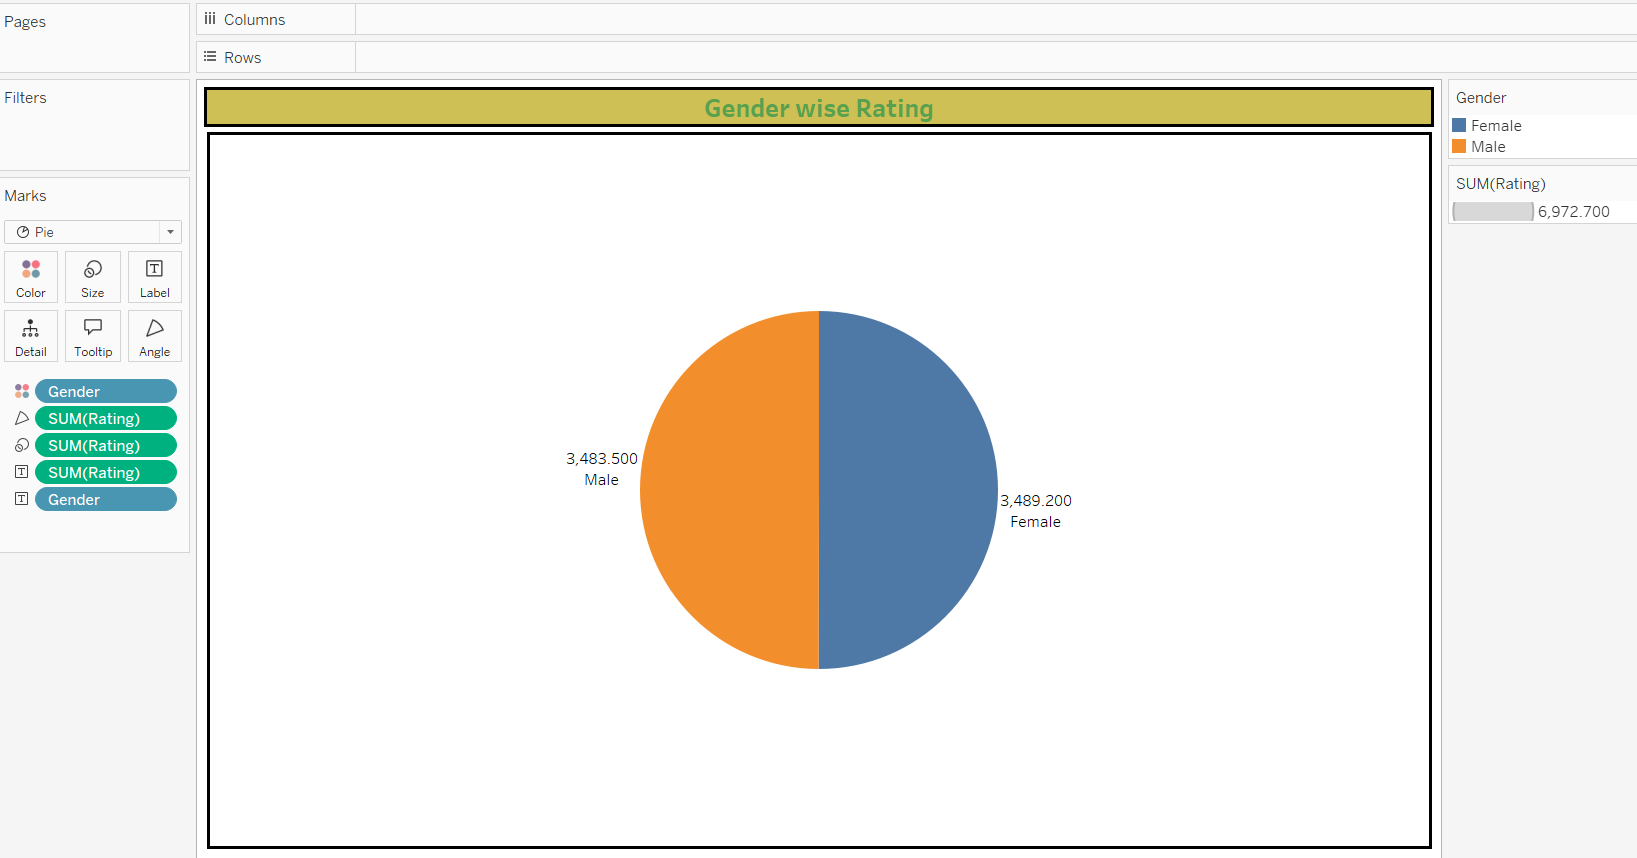 Pages
Columns
Rows
Filters
Marks
Pie
Color Size Label
Detail Tooltip Angle
Gender
SUM(Rating)
SUM(Rating)
SUM(Rating)
Gender
Gender wise Rating
3,483.500
Male
3,489.200
Female
Gender
Female
Male
SUM(Rating)
6,972.700